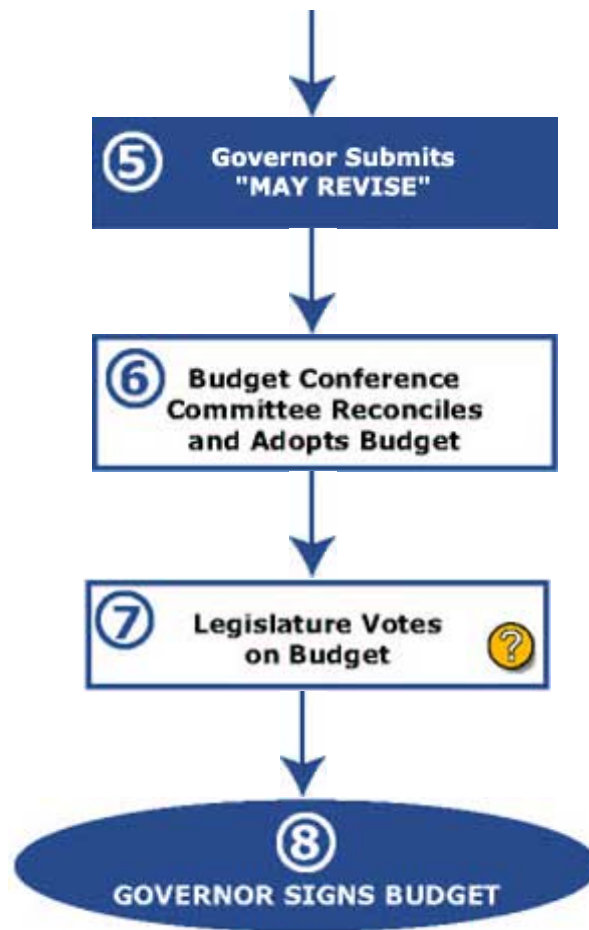 5
Governor Submits
"MAY REVISE"
6
Budget Conference
Committee Reconciles
and Adopts Budget
7
Legislature Votes
on Budget
?
8
GOVERNOR SIGNS BUDGET